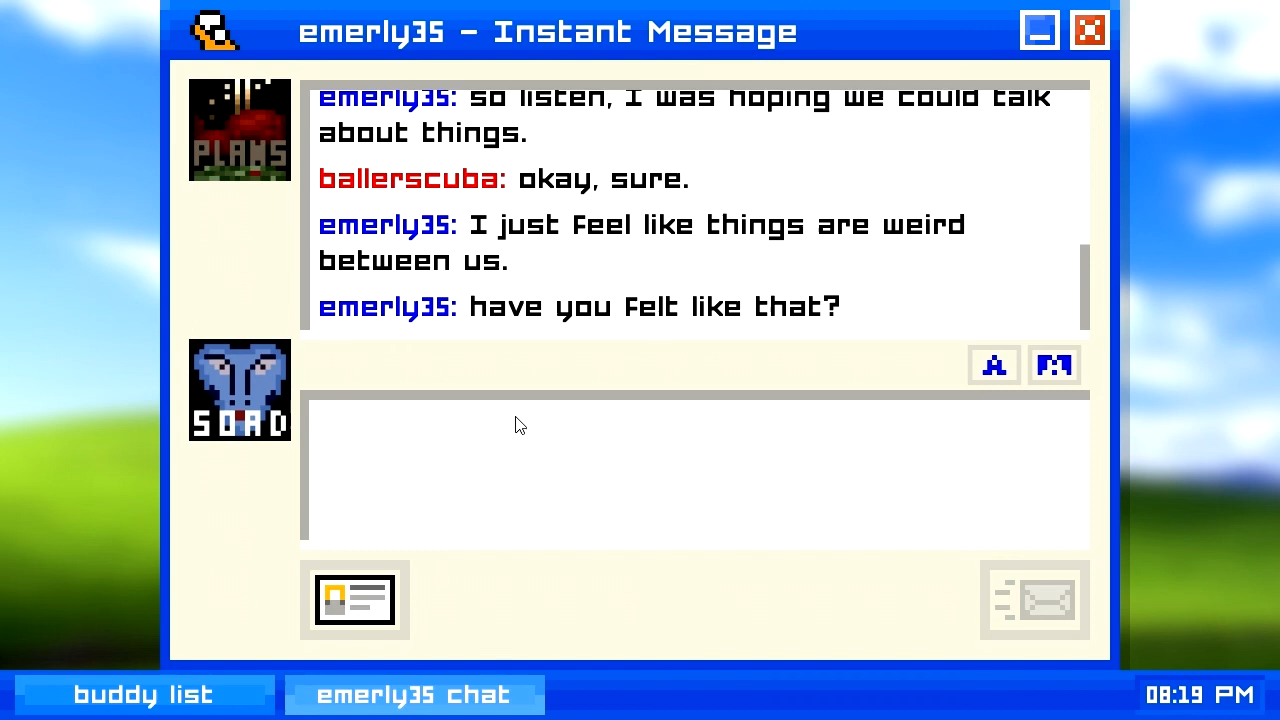 emerly35 - Instant Message
PLANS
emerly35: so listen, I was hoping we could talk
about things.
ballerscuba: okay, sure.
emerly35: I just feel like things are weird
between us.
emerly35: have you felt like that?
SOAD
A
buddy list
emerly35 chat
08:19 PM